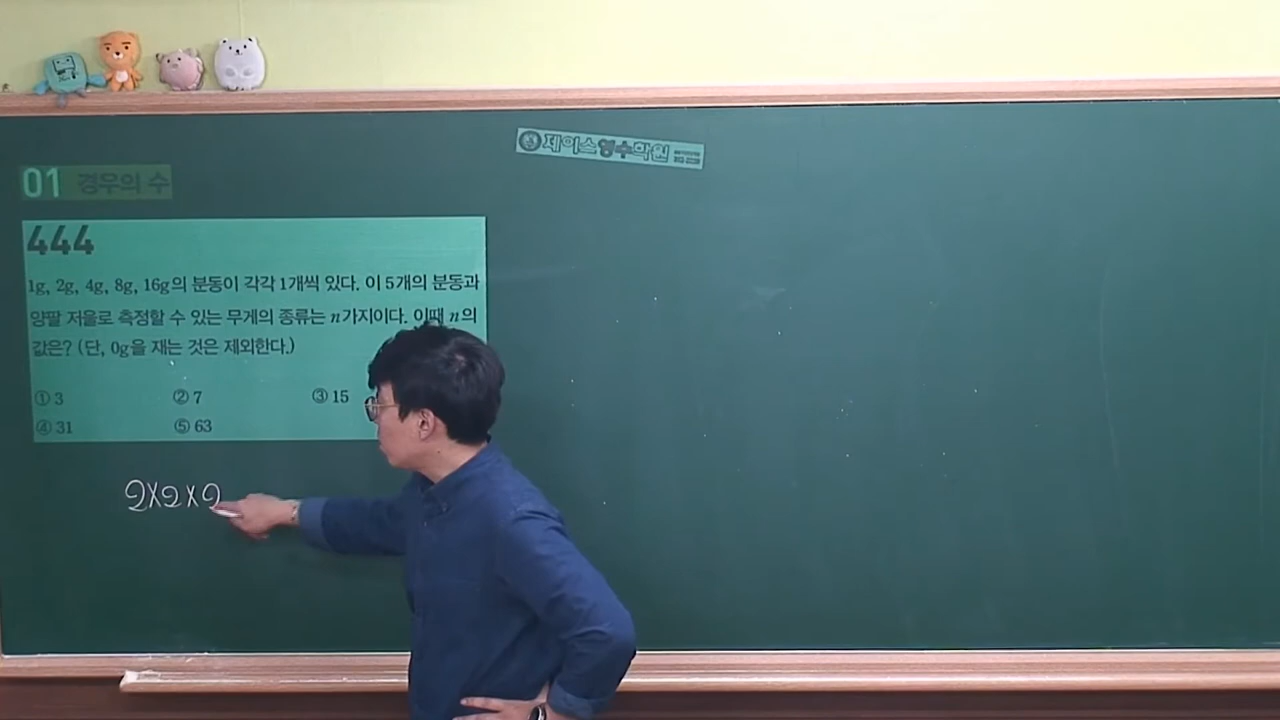 제이스영수학원
01 경우의 수
444
1g, 2g, 4g, 8g, 16g의 분동이 각각 1개씩 있다. 이 5개의 분동과
양팔 저울로 측정할 수 있는 무게의 종류는 n가지이다. 이때 n의
값은? (단, 0g을 재는 것은 제외한다.)
① 3 ② 7 ③ 15
④ 31 ⑤ 63
2×2×2